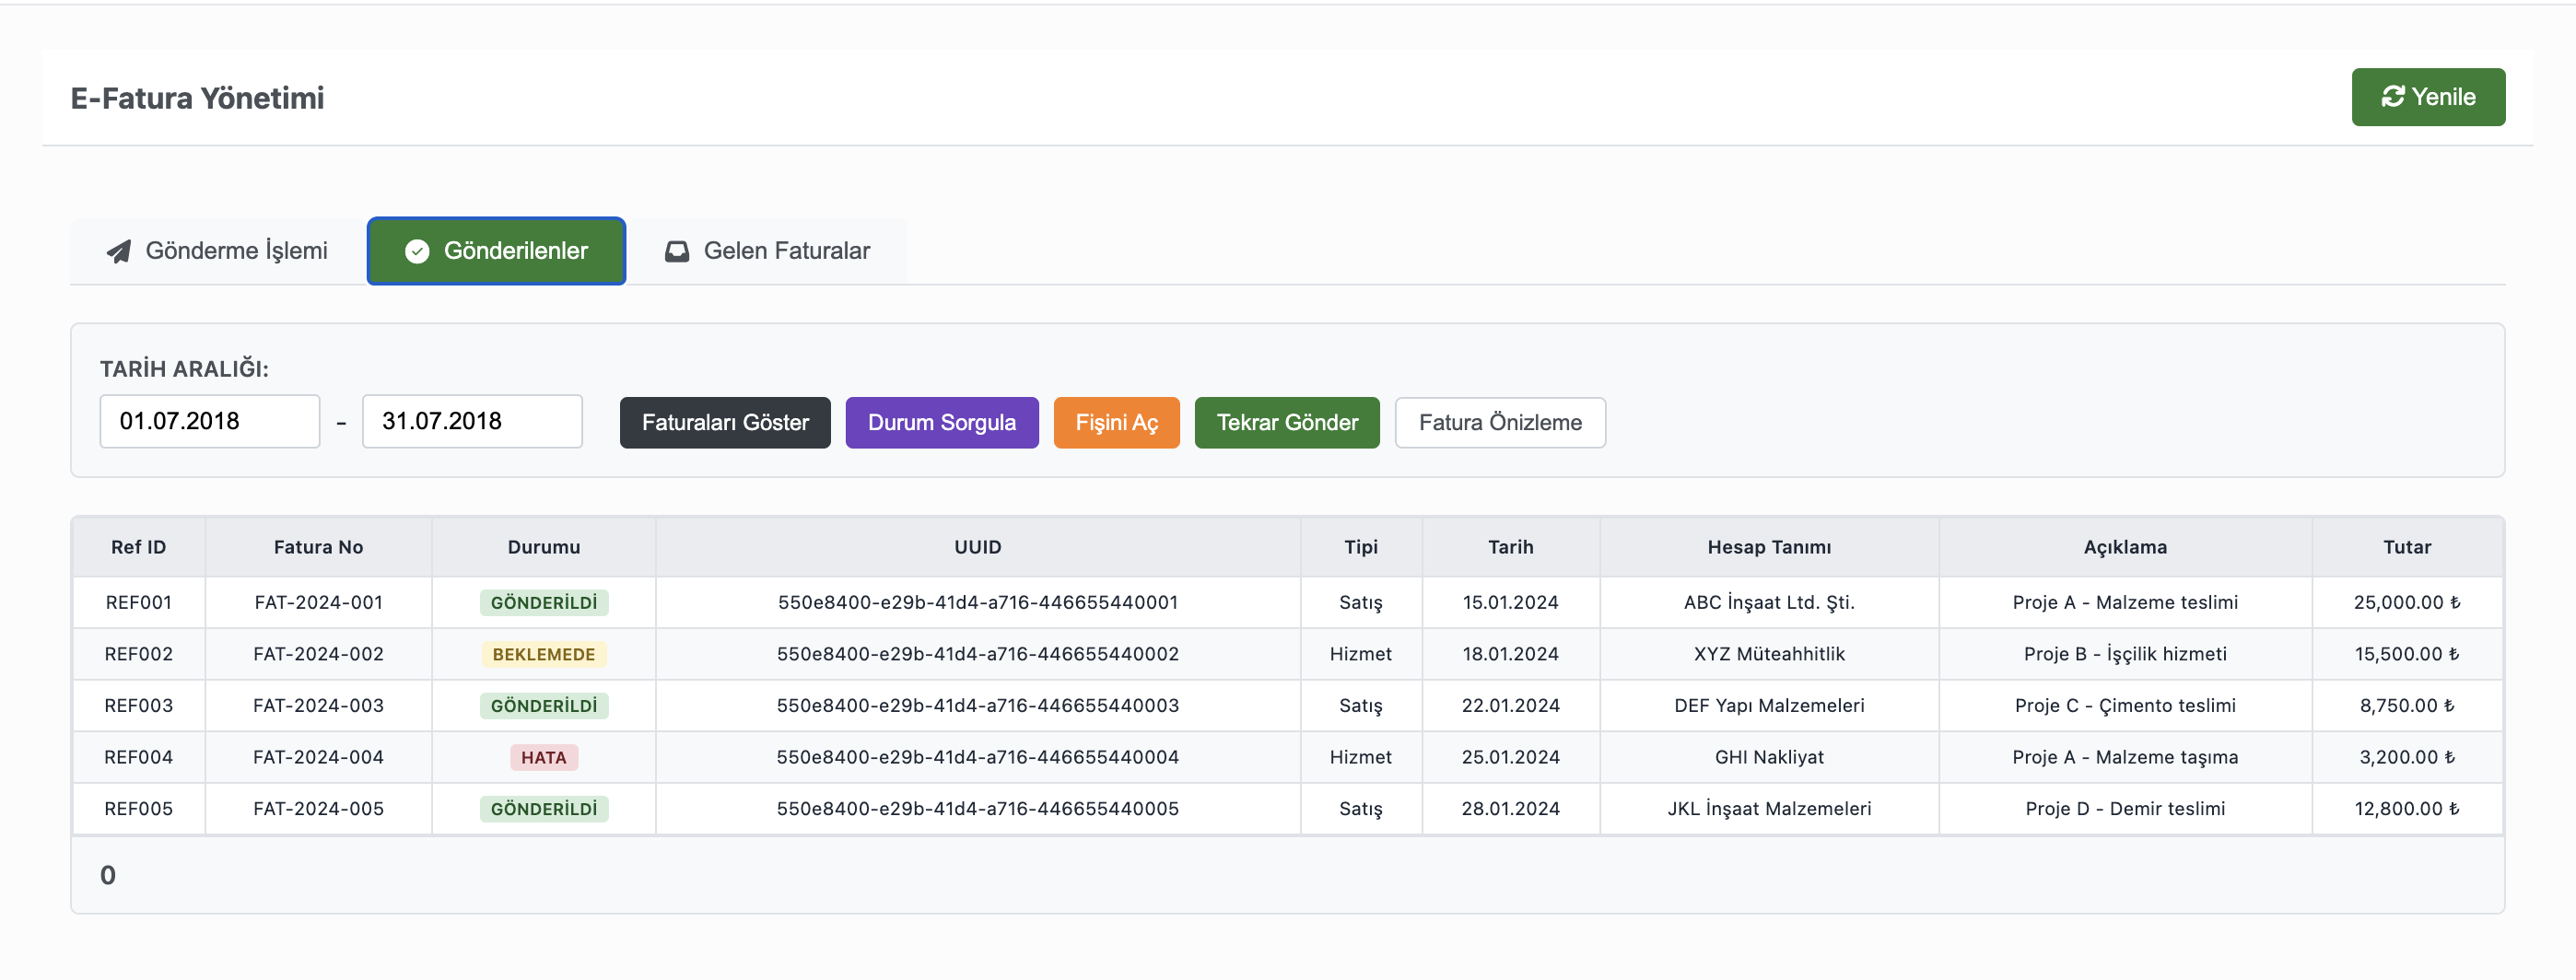 E-Fatura Yönetimi
Yenile
Gönderme İşlemi Gönderilenler Gelen Faturalar
TARİH ARALIĞI:
01.07.2018 - 31.07.2018 Faturaları Göster Durum Sorgula Fişini Aç Tekrar Gönder Fatura Önizleme
Ref ID Fatura No Durumu UUID Tipi Tarih Hesap Tanımı Açıklama Tutar
REF001 FAT-2024-001 GÖNDERİLDİ 550e8400-e29b-41d4-a716-446655440001 Satış 15.01.2024 ABC İnşaat Ltd. Şti. Proje A - Malzeme teslimi 25,000.00 ₺
REF002 FAT-2024-002 BEKLEMEDE 550e8400-e29b-41d4-a716-446655440002 Hizmet 18.01.2024 XYZ Müteahhitlik Proje B - İşçilik hizmeti 15,500.00 ₺
REF003 FAT-2024-003 GÖNDERİLDİ 550e8400-e29b-41d4-a716-446655440003 Satış 22.01.2024 DEF Yapı Malzemeleri Proje C - Çimento teslimi 8,750.00 ₺
REF004 FAT-2024-004 HATA 550e8400-e29b-41d4-a716-446655440004 Hizmet 25.01.2024 GHI Nakliyat Proje A - Malzeme taşıma 3,200.00 ₺
REF005 FAT-2024-005 GÖNDERİLDİ 550e8400-e29b-41d4-a716-446655440005 Satış 28.01.2024 JKL İnşaat Malzemeleri Proje D - Demir teslimi 12,800.00 ₺
0